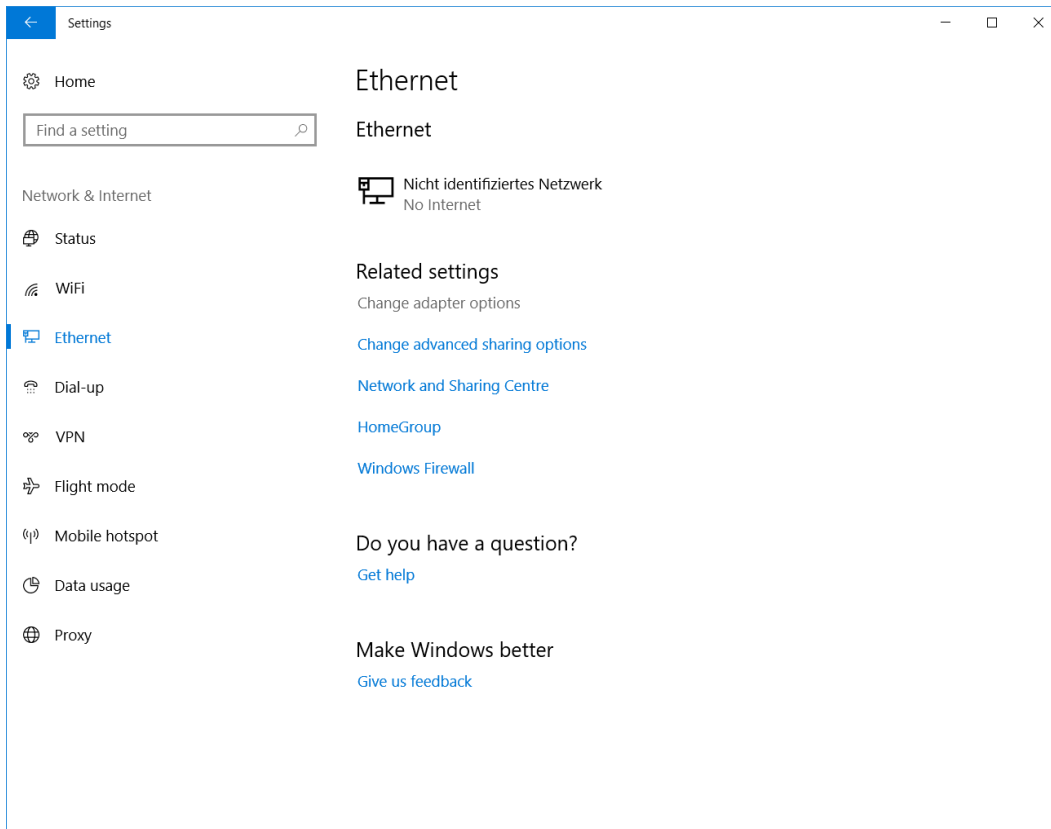 Settings
Home
Find a setting
Network & Internet
Status
WiFi
Ethernet
Dial-up
VPN
Flight mode
Mobile hotspot
Data usage
Proxy
Ethernet
Ethernet
Nicht identifiziertes Netzwerk
No Internet
Related settings
Change adapter options
Change advanced sharing options
Network and Sharing Centre
HomeGroup
Windows Firewall
Do you have a question?
Get help
Make Windows better
Give us feedback